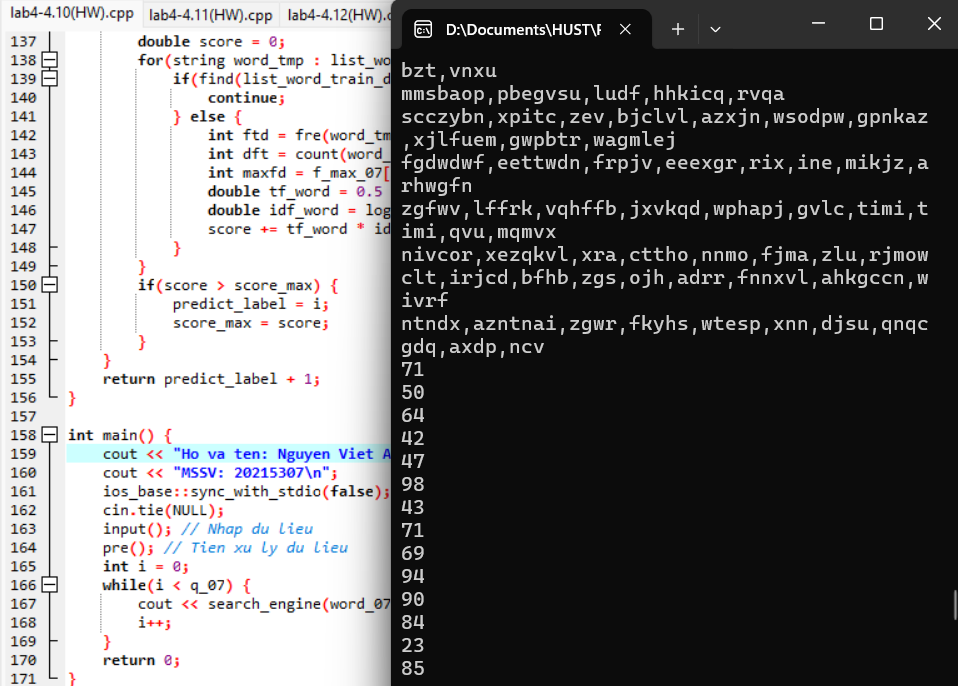 lab4-4.10(HW).cpp lab4-4.11(HW).cpp lab4-4.12(HW).c
137 double score = 0;
138 for(string word_tmp : list_wo
139 if(find(list_word_train_d
140 continue;
141 } else {
142 int ftd = fre(word_tm
143 int dft = count(word_
144 int maxfd = f_max_07[
145 double tf_word = 0.5
146 double idf_word = log
147 score += tf_word * id
148 }
149 }
150 if(score > score_max) {
151 predict_label = i;
152 score_max = score;
153 }
154 }
155 return predict_label + 1;
156 }
157
158 int main() {
159 cout << "Ho va ten: Nguyen Viet A
160 cout << "MSSV: 20215307\n";
161 ios_base::sync_with_stdio(false);
162 cin.tie(NULL);
163 input(); // Nhap du lieu
164 pre(); // Tien xu ly du lieu
165 int i = 0;
166 while(i < q_07) {
167 cout << search_engine(word_07
168 i++;
169 }
170 return 0;
171 }
D:\Documents\HUST\F
bzt,vnxu
mmsbaop,pbegvsu,ludf,hhkicq,rvqa
scczybn,xpitc,zev,bjclvl,azxjn,wsodpw,gpnkaz
,xjlfuem,gwpbtr,wagmlej
fgdwdwf,eettwdn,frpjv,eeexgr,rix,ine,mikjz,a
rhwgfn
zgfwv,lffrk,vqhffb,jxvkqd,wphapj,gvlc,timi,t
imi,qvu,mqmvx
nivcor,xezqkvl,xra,cttho,nnmo,fjma,zlu,rjmow
clt,irjcd,bfhb,zgs,ojh,adrr,fnnxvl,ahkgccn,w
ivrf
ntndx,azntnai,zgwr,fkyhs,wtesp,xnn,djsu,qnqc
gdq,axdp,ncv
71
50
64
42
47
98
43
71
69
94
90
84
23
85